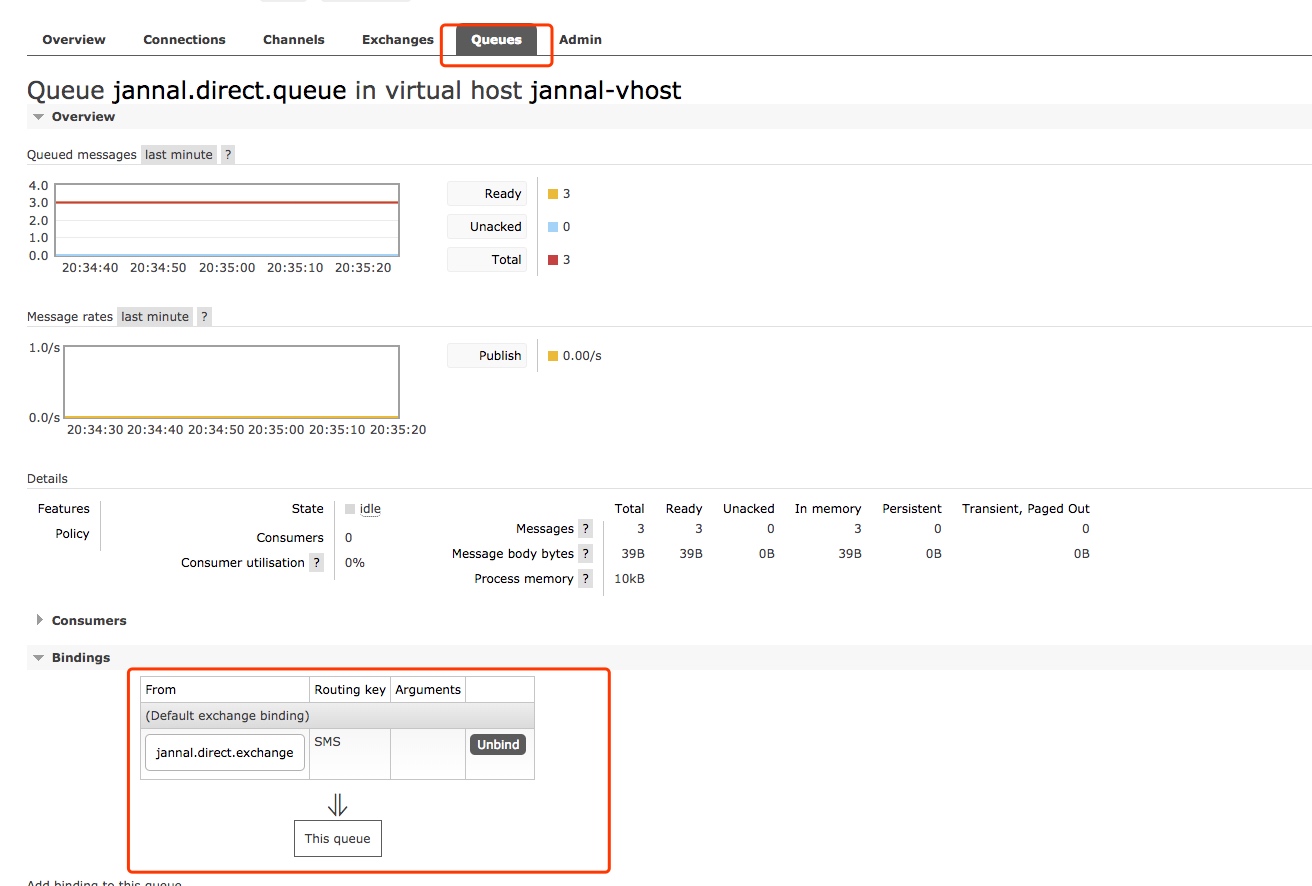 Overview Connections Channels Exchanges Queues Admin
Queue jannal.direct.queue in virtual host jannal-vhost
Overview
Queued messages last minute ?
4.0
3.0
2.0
1.0
0.0
20:34:40 20:34:50 20:35:00 20:35:10 20:35:20
Ready 3
Unacked 0
Total 3
Message rates last minute ?
1.0/s
0.0/s
20:34:30 20:34:40 20:34:50 20:35:00 20:35:10 20:35:20
Publish 0.00/s
Details
Features
Policy
State idle
Consumers 0
Consumer utilisation ? 0%
Total Ready Unacked In memory Persistent Transient, Paged Out
Messages ? 3 3 0 3 0 0
Message body bytes ? 39B 39B 0B 39B 0B 0B
Process memory ? 10kB
Consumers
Bindings
From Routing key Arguments
(Default exchange binding)
jannal.direct.exchange SMS Unbind
This queue
Add binding to this queue